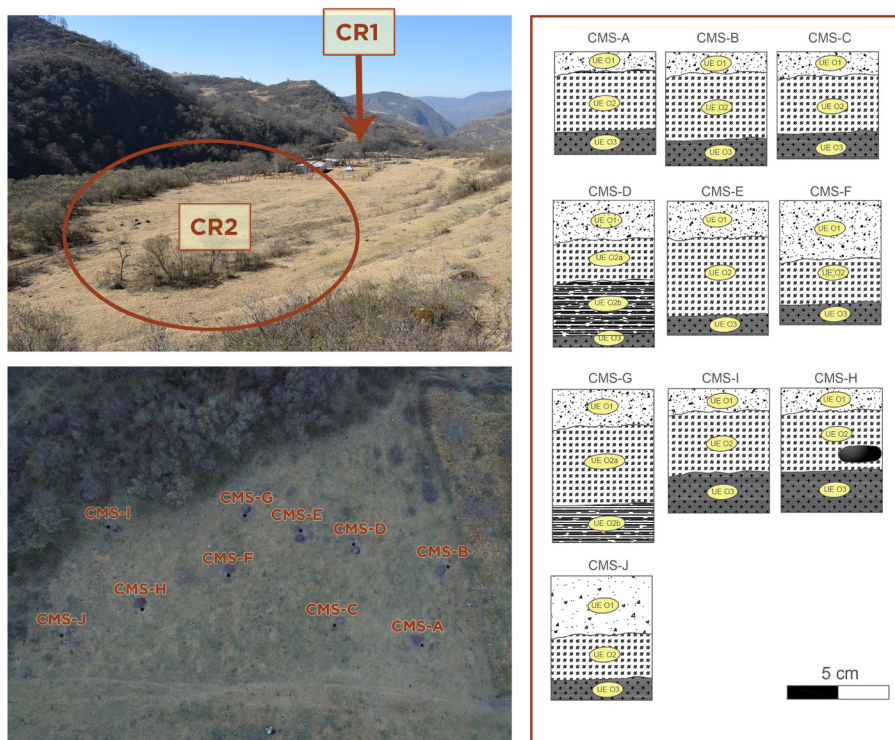 CR1
CR2
CMS-G
CMS-I
CMS-E
CMS-D
CMS-F
CMS-B
CMS-H
CMS-C
CMS-J
CMS-A
CMS-A
CMS-B
CMS-C
UE O1
UE O1
UE O1
UE O2
UE O2
UE O2
UE O3
UE O3
UE O3
CMS-D
CMS-E
CMS-F
UE O1
UE O1
UE O1
UE O2a
UE O2
UE O2
UE O2b
UE O3
UE O3
UE O3
CMS-G
CMS-I
CMS-H
UE O1
UE O1
UE O1
UE O2a
UE O2
UE O2
UE O2b
UE O3
UE O3
CMS-J
UE O1
UE O2
UE O3
5 cm